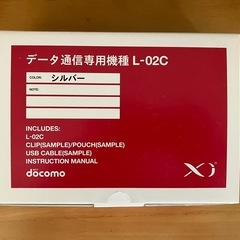 データ通信専用機種 L-02C
COLOR: シルバー
NOTE:
INCLUDES:
L-02C
CLIP(SAMPLE)/POUCH(SAMPLE)
USB CABLE(SAMPLE)
INSTRUCTION MANUAL
döcomo
Xi